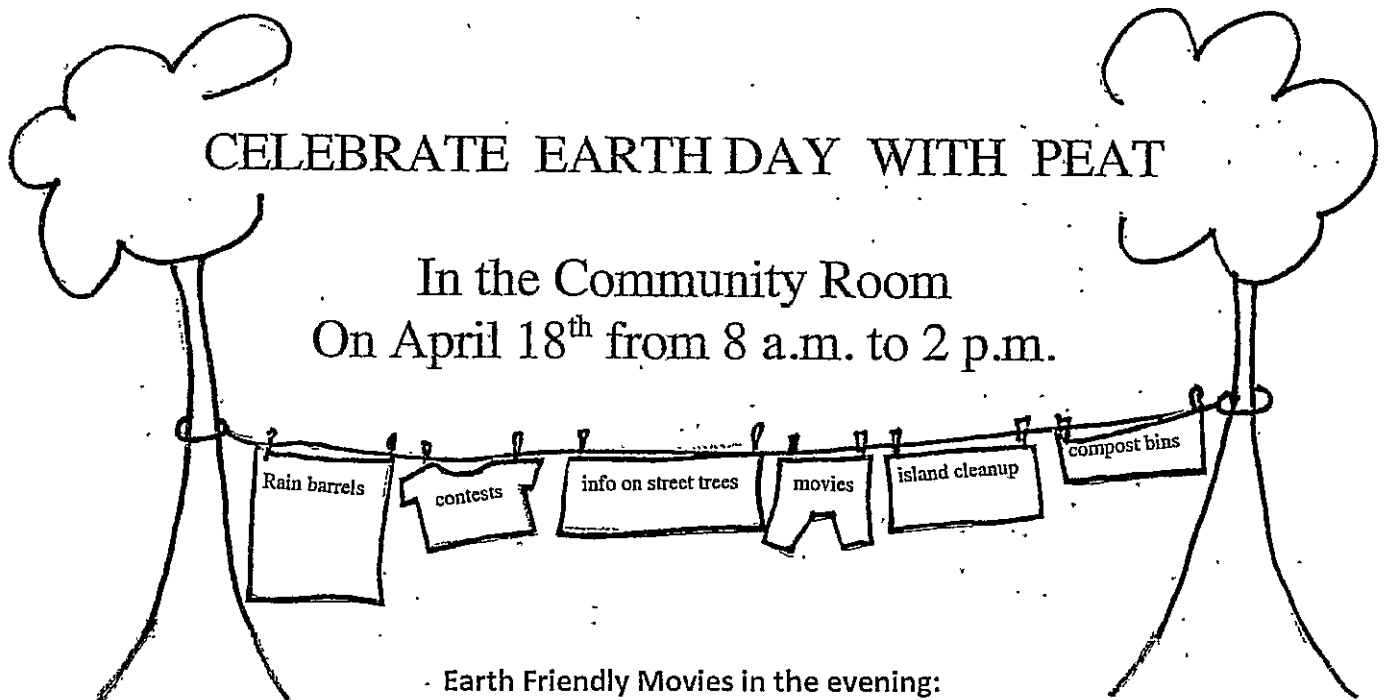 CELEBRATE EARTH DAY WITH PEAT
In the Community Room
On April 18th from 8 a.m. to 2 p.m.
Rain barrels
contests
info on street trees
movies
island cleanup
compost bins
Earth Friendly Movies in the evening: